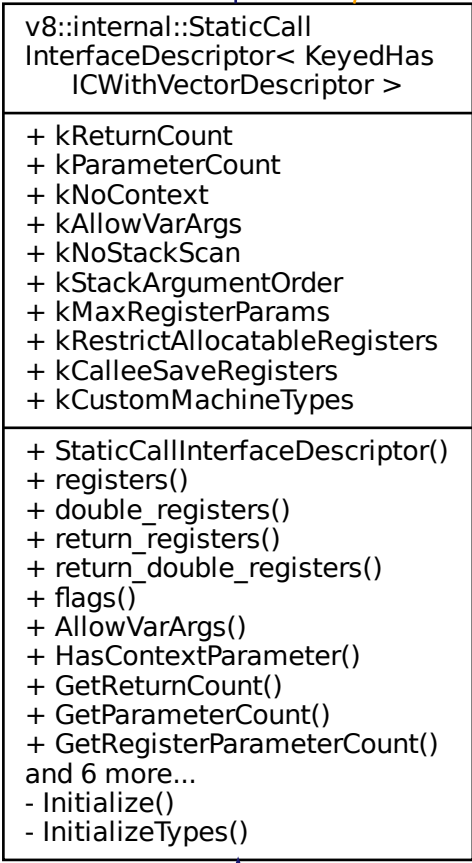 v8::internal::StaticCall
InterfaceDescriptor< KeyedHas
ICWithVectorDescriptor >
+ kReturnCount
+ kParameterCount
+ kNoContext
+ kAllowVarArgs
+ kNoStackScan
+ kStackArgumentOrder
+ kMaxRegisterParams
+ kRestrictAllocatableRegisters
+ kCalleeSaveRegisters
+ kCustomMachineTypes
+ StaticCallInterfaceDescriptor()
+ registers()
+ double_registers()
+ return_registers()
+ return_double_registers()
+ flags()
+ AllowVarArgs()
+ HasContextParameter()
+ GetReturnCount()
+ GetParameterCount()
+ GetRegisterParameterCount()
and 6 more...
- Initialize()
- InitializeTypes()